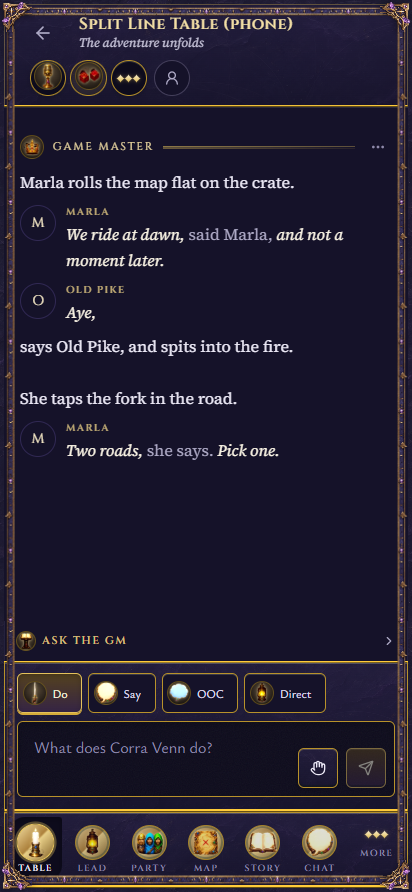 Split Line Table (phone)
The adventure unfolds
GAME MASTER
Marla rolls the map flat on the crate.
M
MARLA
We ride at dawn, said Marla, and not a
moment later.
O
OLD PIKE
Aye,
says Old Pike, and spits into the fire.
She taps the fork in the road.
M
MARLA
Two roads, she says. Pick one.
ASK THE GM
Do
Say
OOC
Direct
What does Corra Venn do?
TABLE
LEAD
PARTY
MAP
STORY
CHAT
MORE